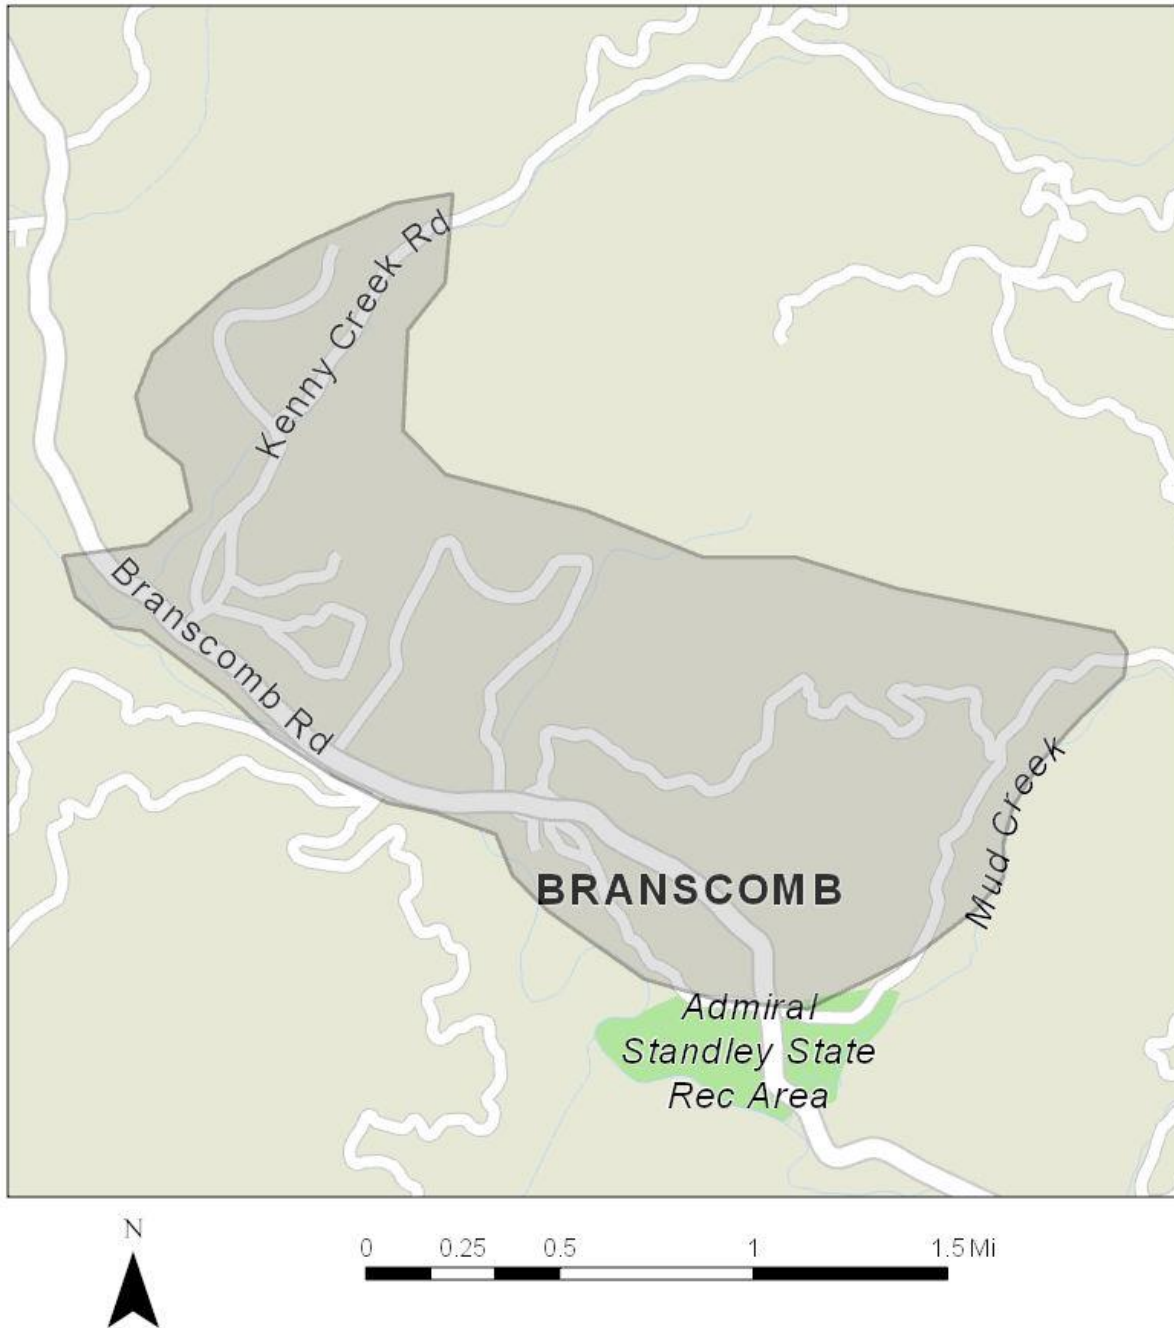 Kenny Creek Rd
Branscomb Rd
Mud Creek
BRANSCOMB
Admiral
Standley State
Rec Area
N
0 0.25 0.5 1 1.5 Mi